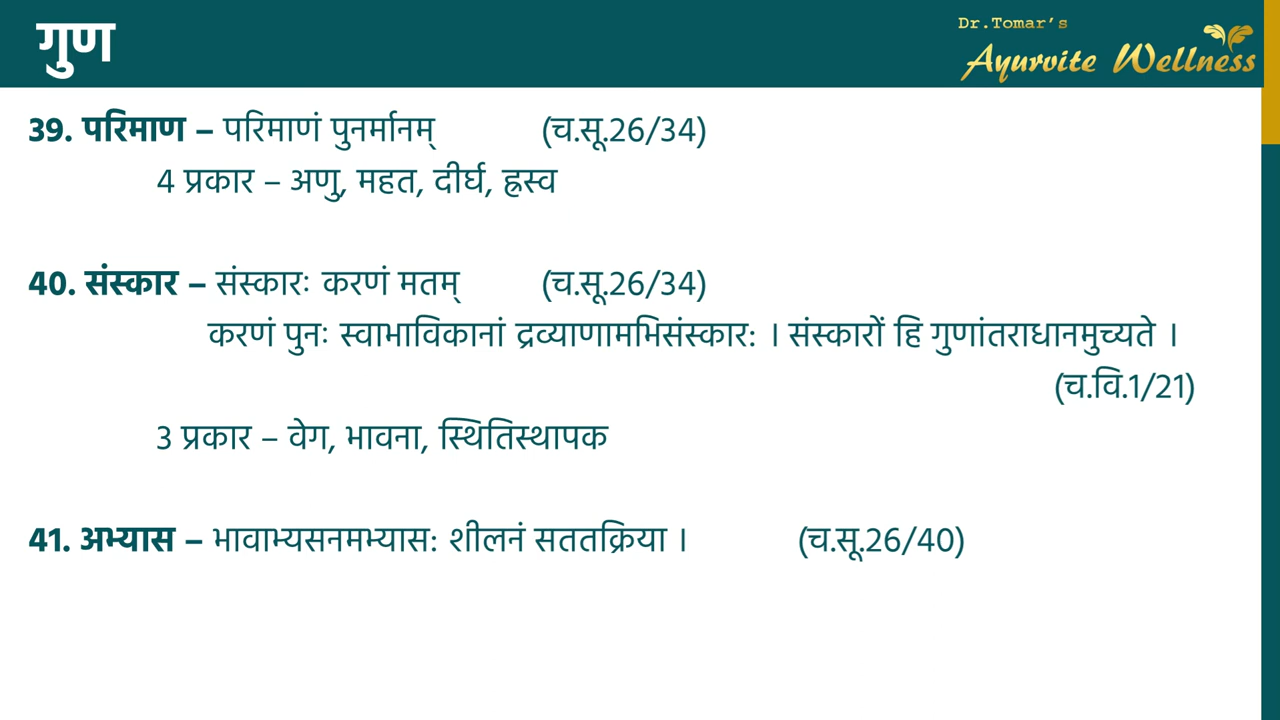 गुण
Dr.Tomar's
Ayurvite Wellness
39. परिमाण – परिमाणं पुनर्मानम् (च.सू.26/34)
4 प्रकार – अणु, महत, दीर्घ, ह्रस्व
40. संस्कार – संस्कारः करणं मतम् (च.सू.26/34)
करणं पुनः स्वाभाविकानां द्रव्याणामभिसंस्कार: । संस्कारों हि गुणांतराधानमुच्यते ।
(च.वि.1/21)
3 प्रकार – वेग, भावना, स्थितिस्थापक
41. अभ्यास – भावाभ्यसनमभ्यास: शीलनं सततक्रिया । (च.सू.26/40)